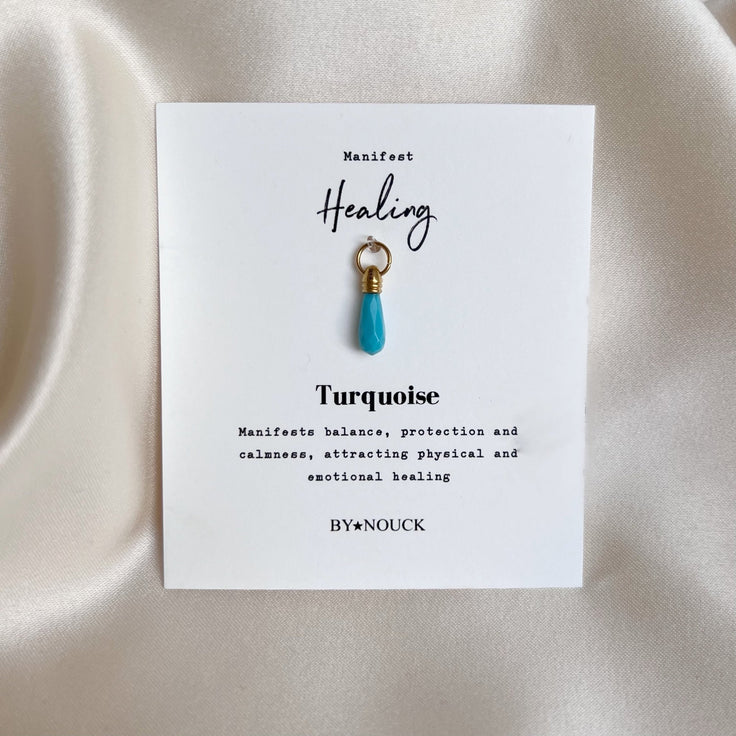 Manifest
Healing
Turquoise
Manifests balance, protection and
calmness, attracting physical and
emotional healing
BY★NOUCK